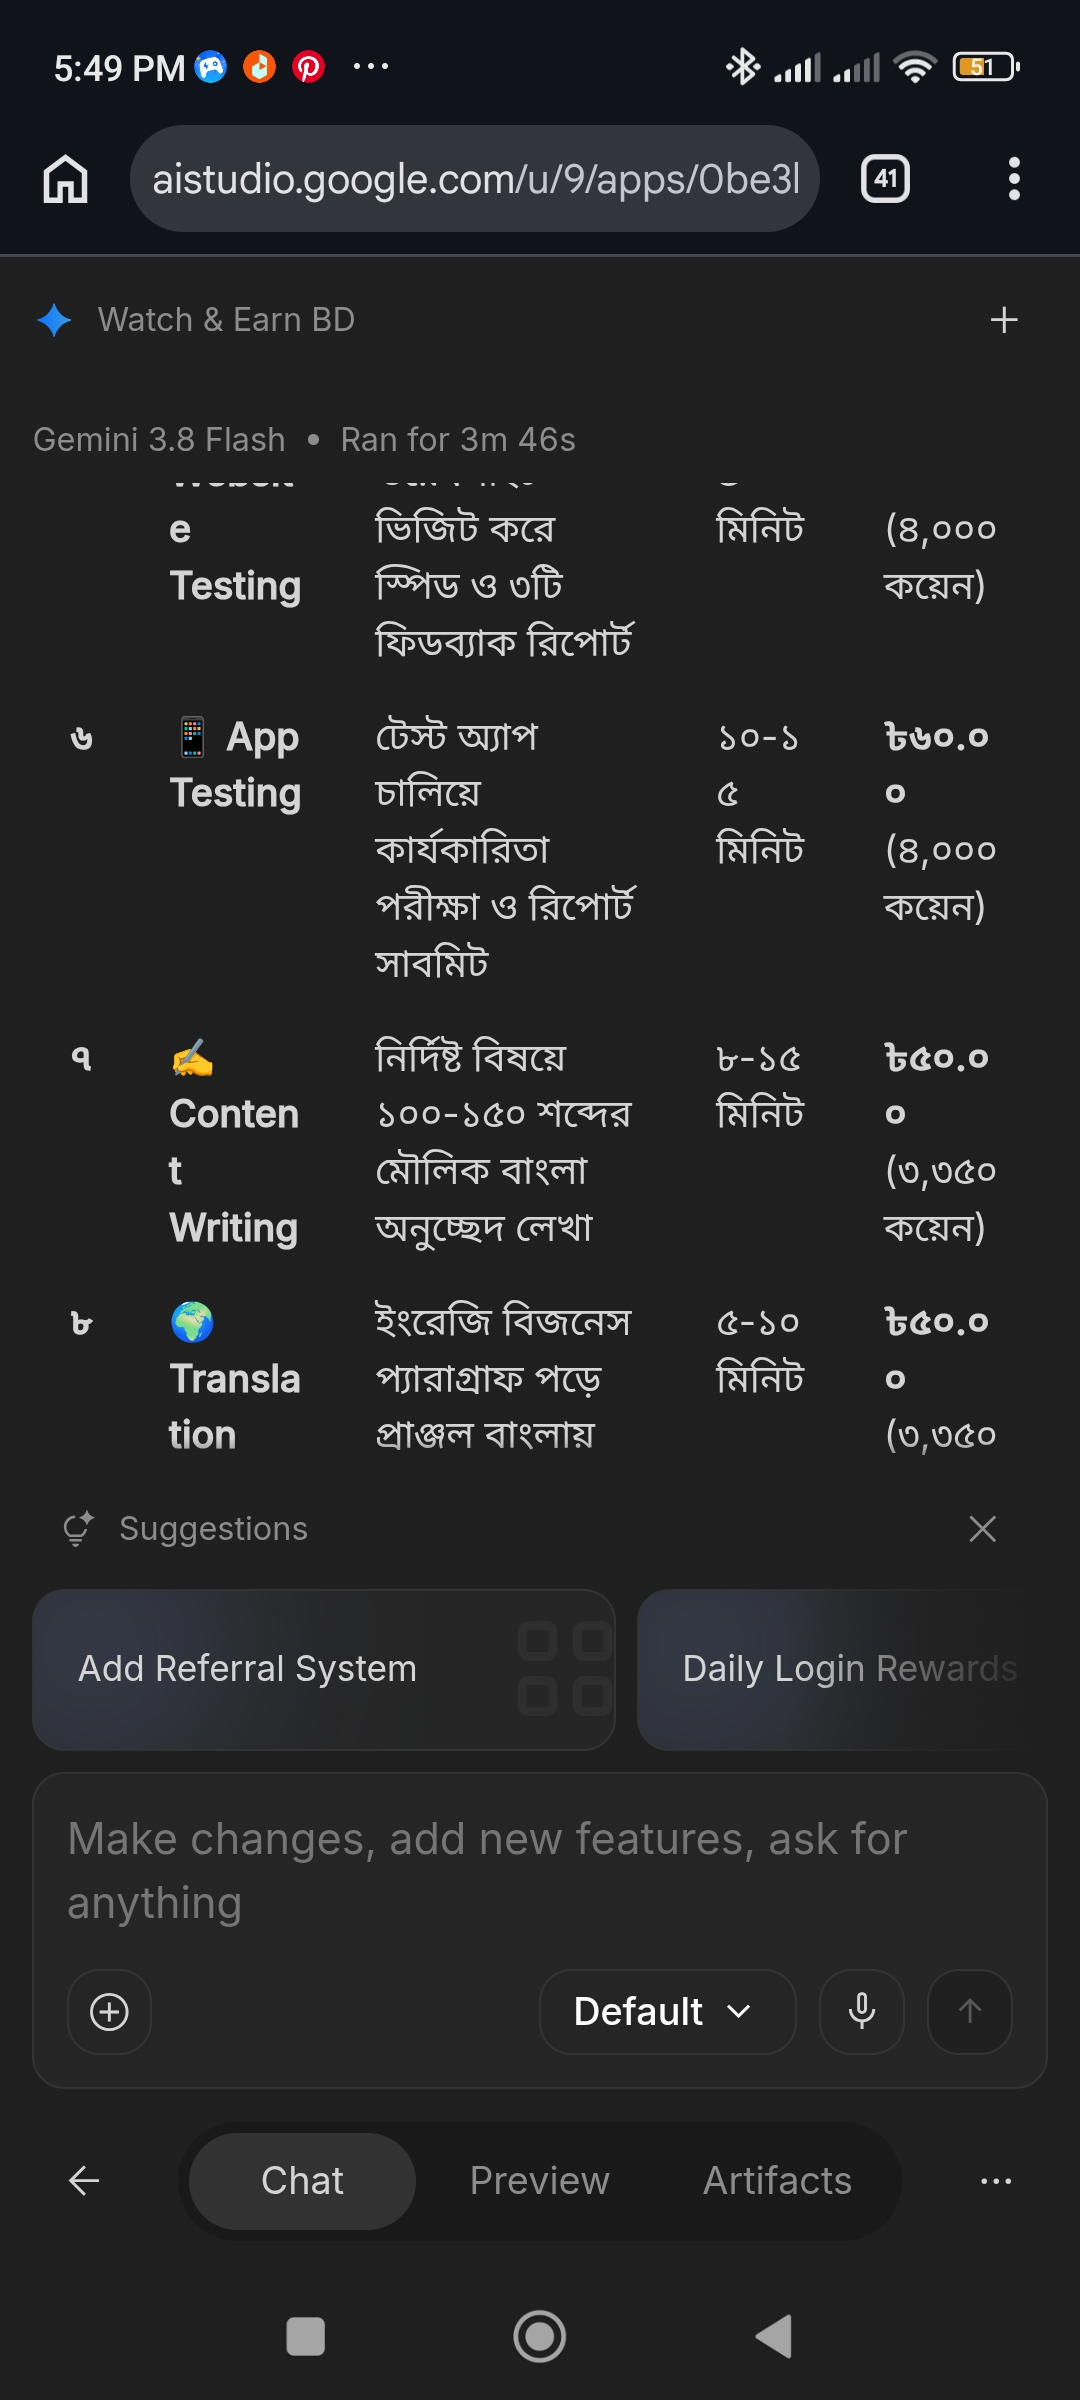 5:49 PM
51
aistudio.google.com/u/9/apps/0be3l
41
Watch & Earn BD
Gemini 3.8 Flash • Ran for 3m 46s
e
Testing
ভিজিট করে
স্পিড ও ৩টি
ফিডব্যাক রিপোর্ট
মিনিট
(৪,০০০
কয়েন)
৬
App
Testing
টেস্ট অ্যাপ
চালিয়ে
কার্যকারিতা
পরীক্ষা ও রিপোর্ট
সাবমিট
১০-১
৫
মিনিট
৳৬০.০
০
(৪,০০০
কয়েন)
৭
Conten
t
Writing
নির্দিষ্ট বিষয়ে
১০০-১৫০ শব্দের
মৌলিক বাংলা
অনুচ্ছেদ লেখা
৮-১৫
মিনিট
৳৫০.০
০
(৩,৩৫০
কয়েন)
৮
Transla
tion
ইংরেজি বিজনেস
প্যারাগ্রাফ পড়ে
প্রাঞ্জল বাংলায়
৫-১০
মিনিট
৳৫০.০
০
(৩,৩৫০
Suggestions
Add Referral System
Daily Login Rewards
Make changes, add new features, ask for
anything
Default
Chat
Preview
Artifacts